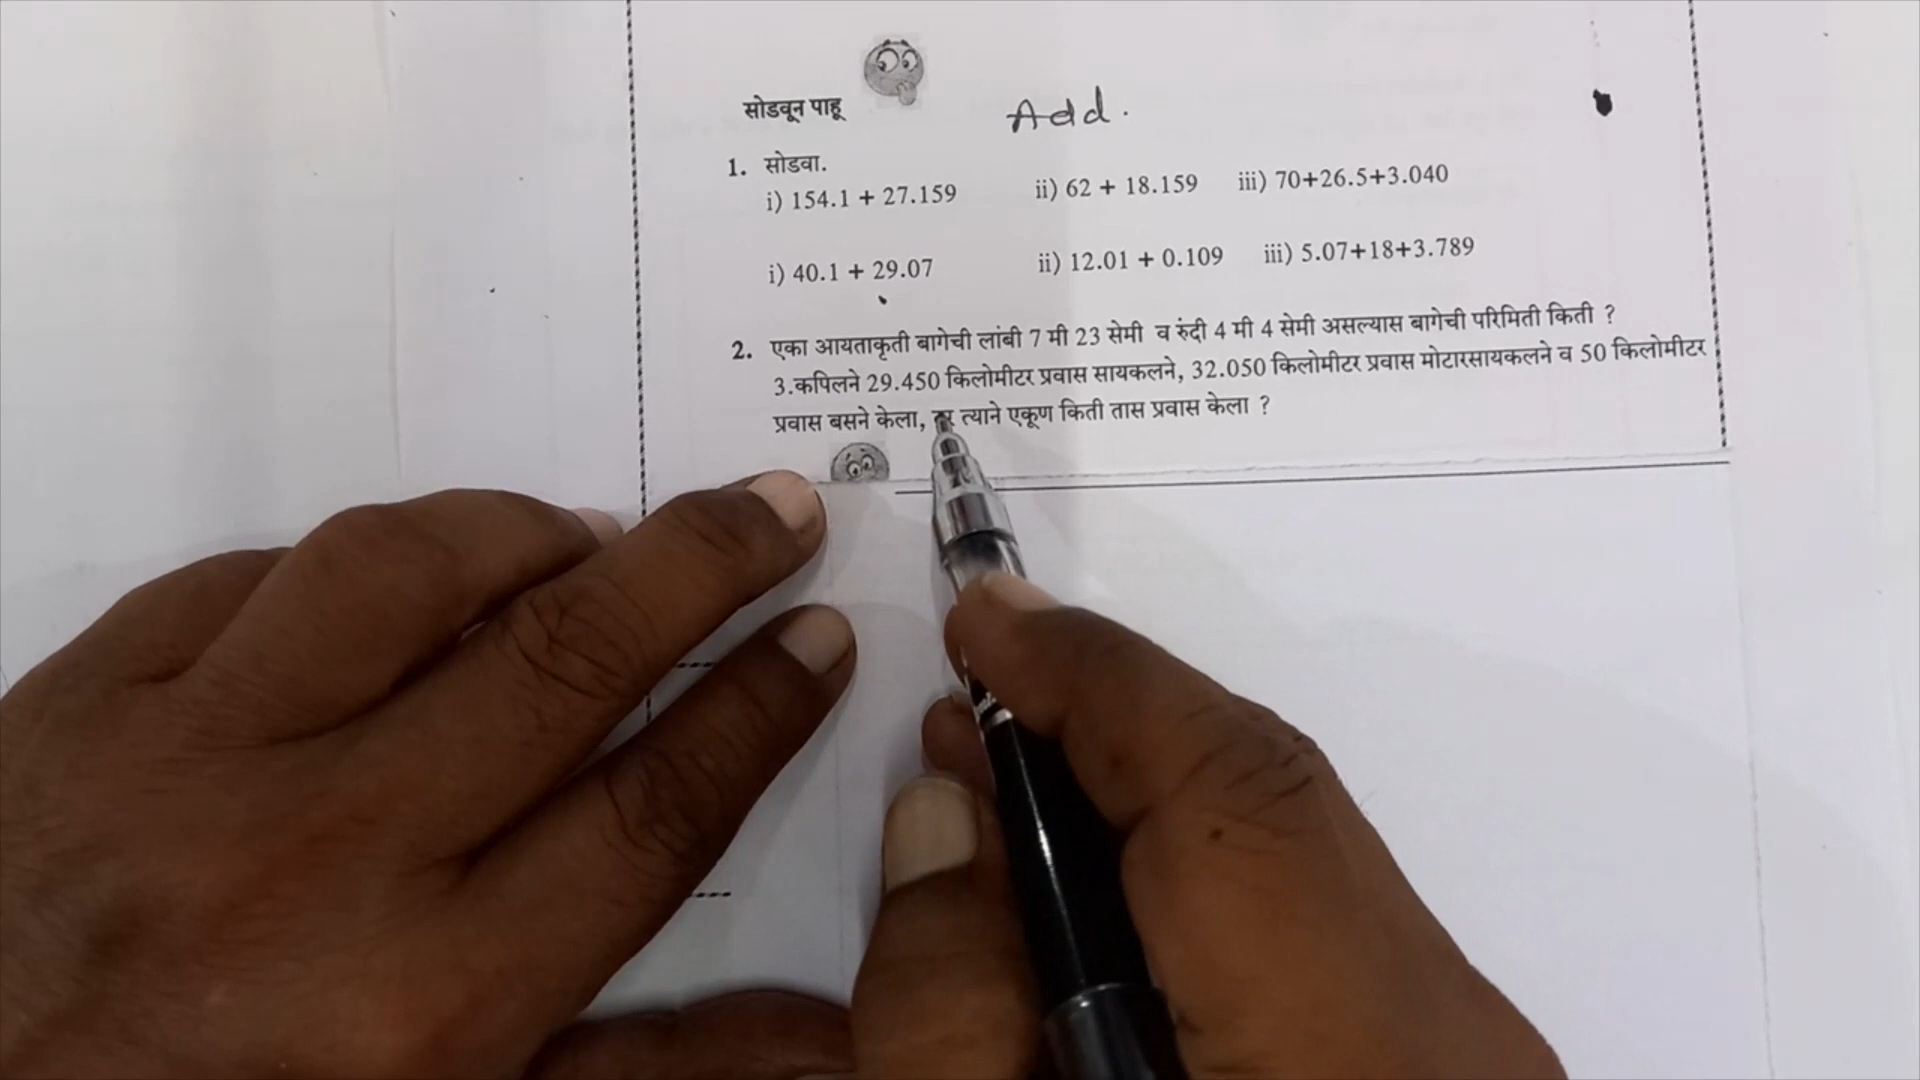 सोडवून पाहू
Add.
1. सोडवा.
i) 154.1 + 27.159 ii) 62 + 18.159 iii) 70+26.5+3.040
i) 40.1 + 29.07 ii) 12.01 + 0.109 iii) 5.07+18+3.789
2. एका आयताकृती बागेची लांबी 7 मी 23 सेमी व रुंदी 4 मी 4 सेमी असल्यास बागेची परिमिती किती ?
3.कपिलने 29.450 किलोमीटर प्रवास सायकलने, 32.050 किलोमीटर प्रवास मोटारसायकलने व 50 किलोमीटर
प्रवास बसने केला, तर त्याने एकूण किती तास प्रवास केला ?